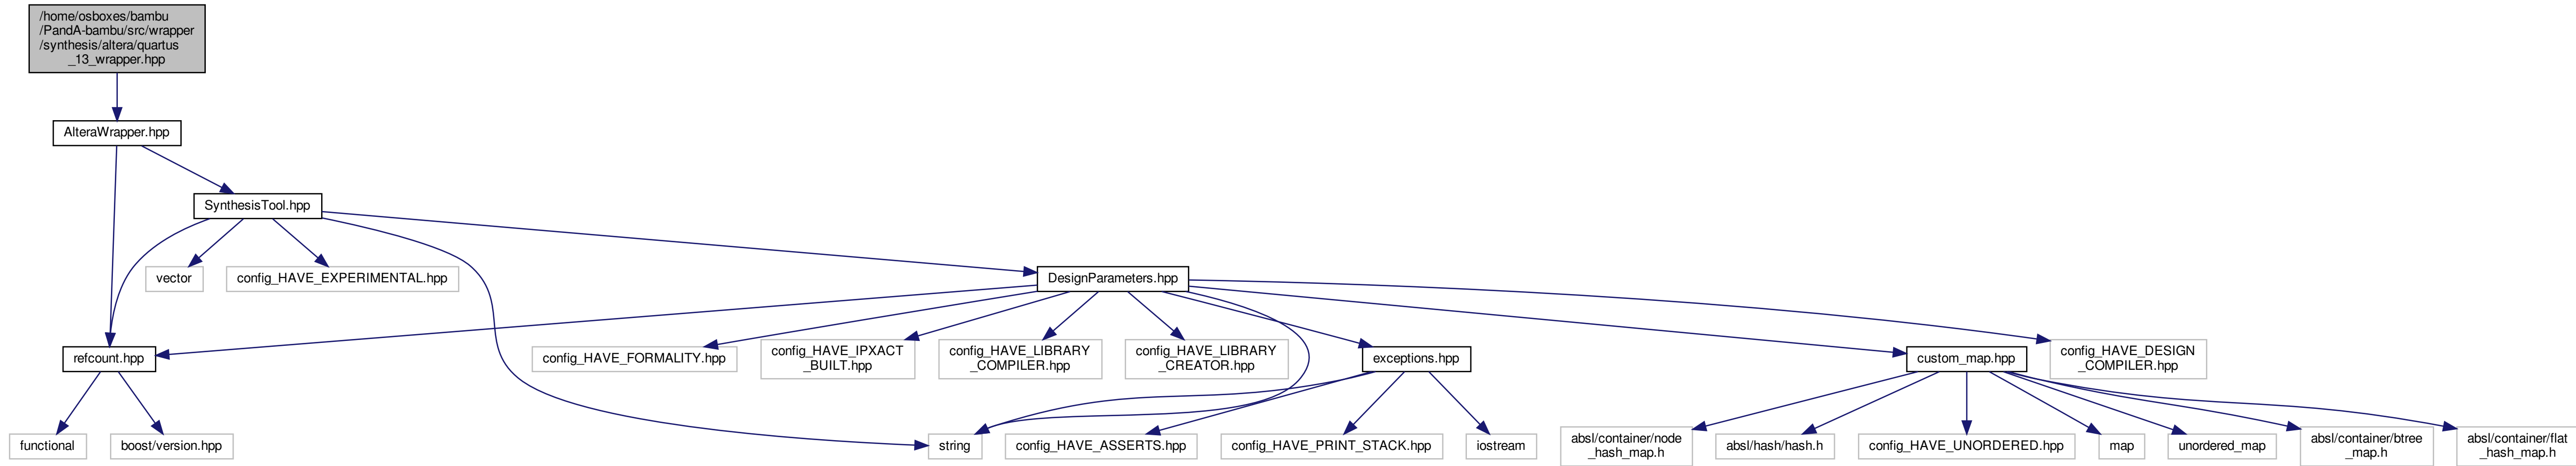 /home/osboxes/bambu
/PandA-bambu/src/wrapper
/synthesis/altera/quartus
_13_wrapper.hpp
AlteraWrapper.hpp
SynthesisTool.hpp
vector
config_HAVE_EXPERIMENTAL.hpp
DesignParameters.hpp
refcount.hpp
config_HAVE_FORMALITY.hpp
config_HAVE_IPXACT
_BUILT.hpp
config_HAVE_LIBRARY
_COMPILER.hpp
config_HAVE_LIBRARY
_CREATOR.hpp
exceptions.hpp
custom_map.hpp
config_HAVE_DESIGN
_COMPILER.hpp
functional
boost/version.hpp
string
config_HAVE_ASSERTS.hpp
config_HAVE_PRINT_STACK.hpp
iostream
absl/container/node
_hash_map.h
absl/hash/hash.h
config_HAVE_UNORDERED.hpp
map
unordered_map
absl/container/btree
_map.h
absl/container/flat
_hash_map.h